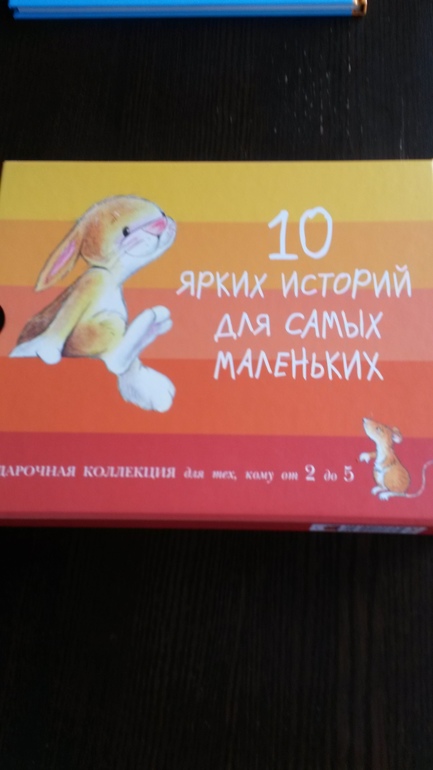 10
ЯРКИХ ИСТОРИЙ
ДЛЯ САМЫХ
МАЛЕНЬКИХ
ДАРОЧНАЯ КОЛЛЕКЦИЯ для тех, кому от 2 до 5